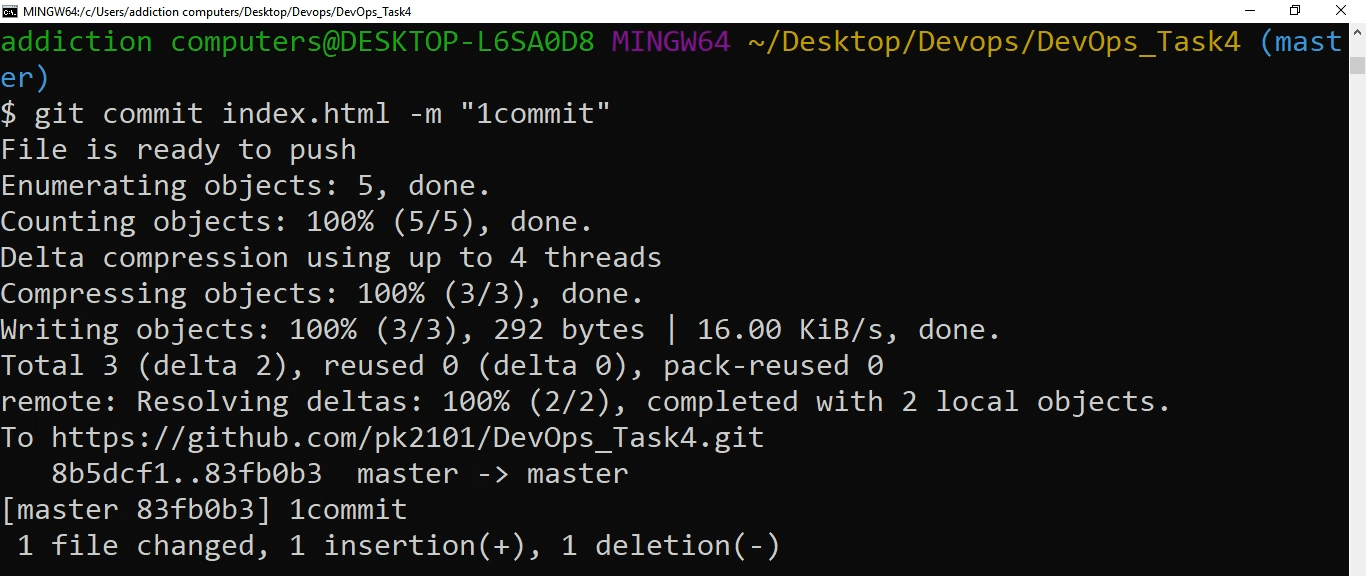 MINGW64:/c/Users/addiction computers/Desktop/Devops/DevOps_Task4
addiction computers@DESKTOP-L6SA0D8 MINGW64 ~/Desktop/Devops/DevOps_Task4 (mast
er)
$ git commit index.html -m "1commit"
File is ready to push
Enumerating objects: 5, done.
Counting objects: 100% (5/5), done.
Delta compression using up to 4 threads
Compressing objects: 100% (3/3), done.
Writing objects: 100% (3/3), 292 bytes | 16.00 KiB/s, done.
Total 3 (delta 2), reused 0 (delta 0), pack-reused 0
remote: Resolving deltas: 100% (2/2), completed with 2 local objects.
To https://github.com/pk2101/DevOps_Task4.git
   8b5dcf1..83fb0b3  master -> master
[master 83fb0b3] 1commit
 1 file changed, 1 insertion(+), 1 deletion(-)